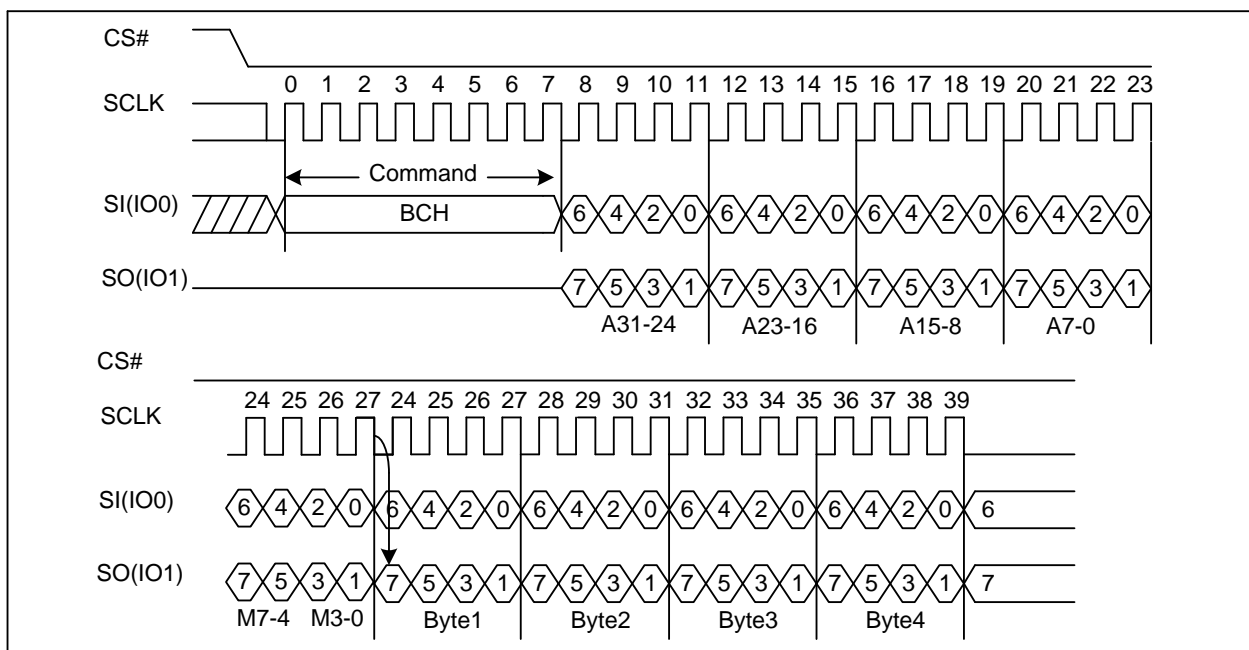 CS#
0 1 2 3 4 5 6 7 8 9 10 11 12 13 14 15 16 17 18 19 20 21 22 23
SCLK
Command
SI(IO0)
BCH 6 4 2 0 6 4 2 0 6 4 2 0 6 4 2 0
SO(IO1)
7 5 3 1 7 5 3 1 7 5 3 1 7 5 3 1
A31-24 A23-16 A15-8 A7-0
CS#
24 25 26 27 24 25 26 27 28 29 30 31 32 33 34 35 36 37 38 39
SCLK
SI(IO0) 6 4 2 0 6 4 2 0 6 4 2 0 6 4 2 0 6 4 2 0 6
SO(IO1) 7 5 3 1 7 5 3 1 7 5 3 1 7 5 3 1 7 5 3 1 7
M7-4 M3-0 Byte1 Byte2 Byte3 Byte4